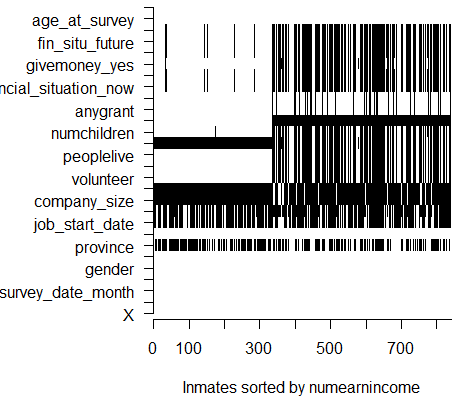 age_at_survey
fin_situ_future
givemoney_yes
ncial_situation_now
anygrant
numchildren
peoplelive
volunteer
company_size
job_start_date
province
gender
survey_date_month
X
0 100 300 500 700
Inmates sorted by numearnincome